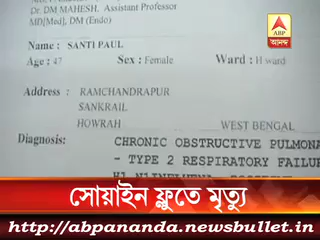 Dr. DM MAHESH, Assistant Professor
MD[Med], DM (Endo)
abp
আনন্দ
Name : SANTI PAUL
Age : 47 Sex : Female Ward : H ward
Address : RAMCHANDRAPUR
SANKRAIL
HOWRAH WEST BENGAL
Diagnosis: CHRONIC OBSTRUCTIVE PULMONA
- TYPE 2 RESPIRATORY FAILUR
সোয়াইন ফ্লুতে মৃত্যু
http://abpananda.newsbullet.in